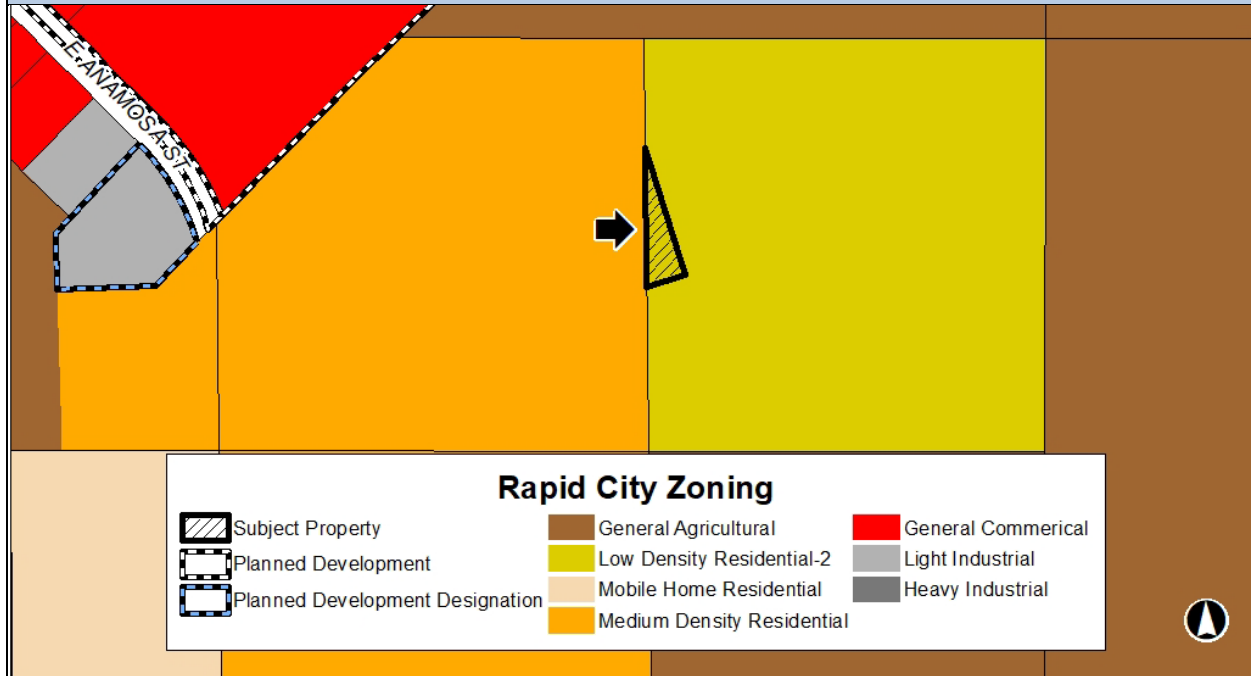 E ANAMOSA ST
Rapid City Zoning
Subject Property
Planned Development
Planned Development Designation
General Agricultural
Low Density Residential-2
Mobile Home Residential
Medium Density Residential
General Commerical
Light Industrial
Heavy Industrial